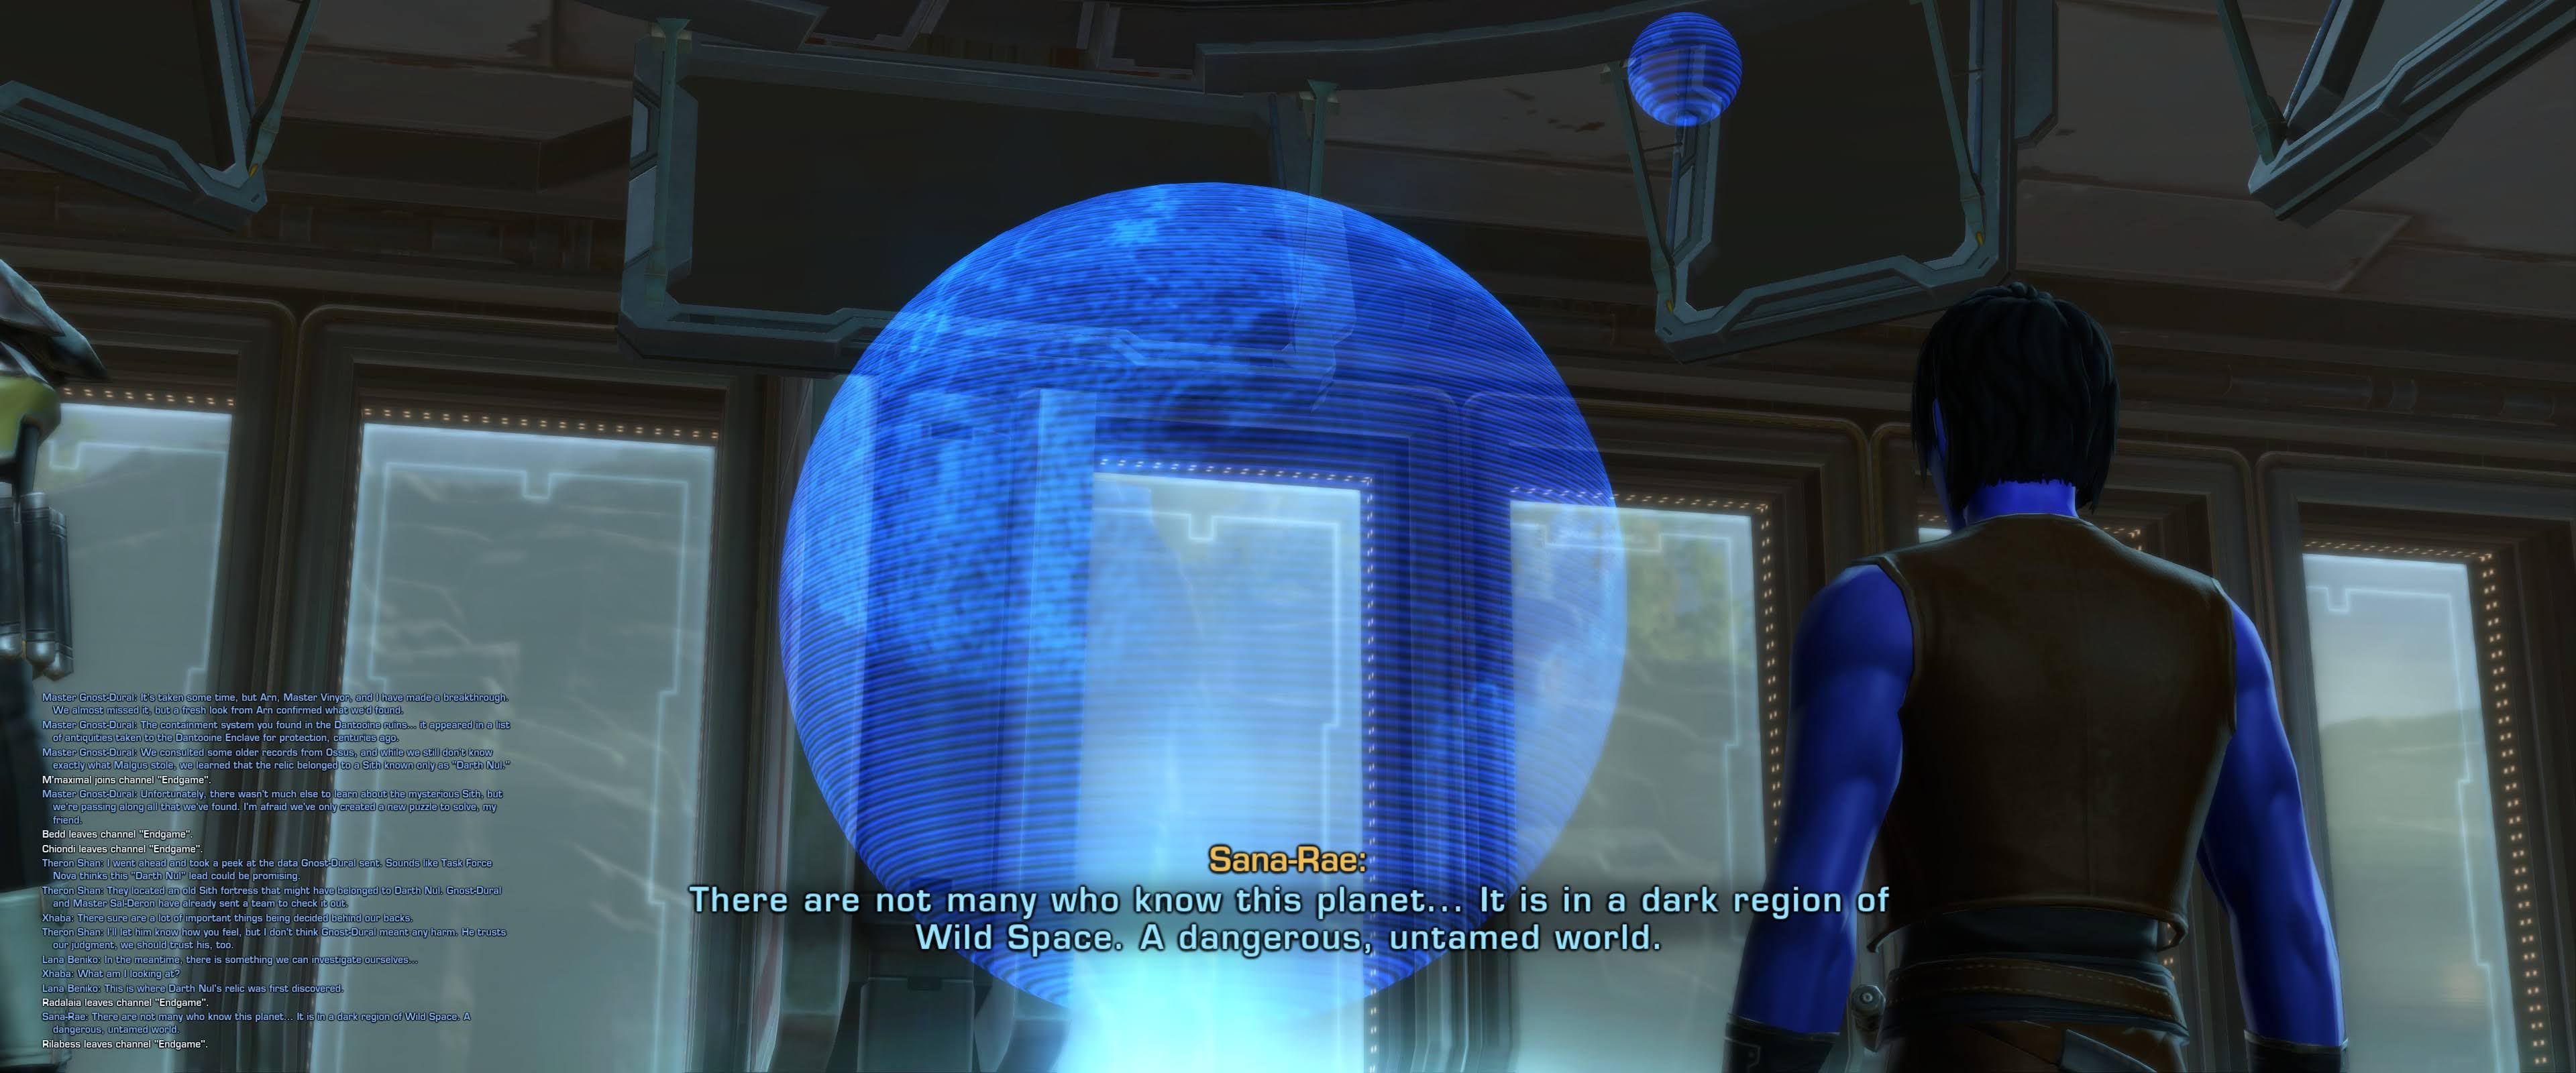 Master Gnost-Dural: It's taken some time, but Arn, Master Vinyor, and I have made a breakthrough.
We almost missed it, but a fresh look from Arn confirmed what we'd found.
Master Gnost-Dural: The containment system you found in the Dantooine ruins... it appeared in a list
of antiquities taken to the Dantooine Enclave for protection, centuries ago.
Master Gnost-Dural: We consulted some older records from Ossus, and while we still don't know
exactly what Malgus stole, we learned that the relic belonged to a Sith known only as "Darth Nul."
M'maximal joins channel "Endgame".
Master Gnost-Dural: Unfortunately, there wasn't much else to learn about the mysterious Sith, but
we're passing along all that we've found. I'm afraid we've only created a new puzzle to solve, my
friend.
Bedd leaves channel "Endgame".
Chiondi leaves channel "Endgame".
Theron Shan: I went ahead and took a peek at the data Gnost-Dural sent. Sounds like Task Force
Nova thinks this "Darth Nul" lead could be promising.
Theron Shan: They located an old Sith fortress that might have belonged to Darth Nul. Gnost-Dural
and Master Sal-Deron have already sent a team to check it out.
Xhaba: There sure are a lot of important things being decided behind our backs.
Theron Shan: I'll let him know how you feel, but I don't think Gnost-Dural meant any harm. He trusts
our judgment, we should trust his, too.
Lana Beniko: In the meantime, there is something we can investigate ourselves...
Xhaba: What am I looking at?
Lana Beniko: This is where Darth Nul's relic was first discovered.
Radalaia leaves channel "Endgame".
Sana-Rae: There are not many who know this planet... It is in a dark region of Wild Space. A
dangerous, untamed world.
Rilabess leaves channel "Endgame".
Sana-Rae:
There are not many who know this planet... It is in a dark region of
Wild Space. A dangerous, untamed world.